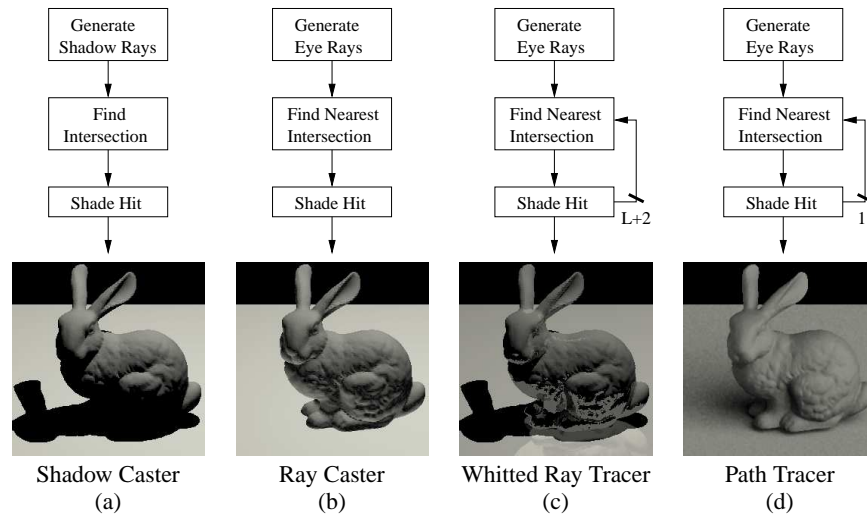 Generate
Shadow Rays
Find
Intersection
Shade Hit
Shadow Caster
(a)
Generate
Eye Rays
Find Nearest
Intersection
Shade Hit
Ray Caster
(b)
Generate
Eye Rays
Find Nearest
Intersection
Shade Hit
L+2
Whitted Ray Tracer
(c)
Generate
Eye Rays
Find Nearest
Intersection
Shade Hit
1
Path Tracer
(d)